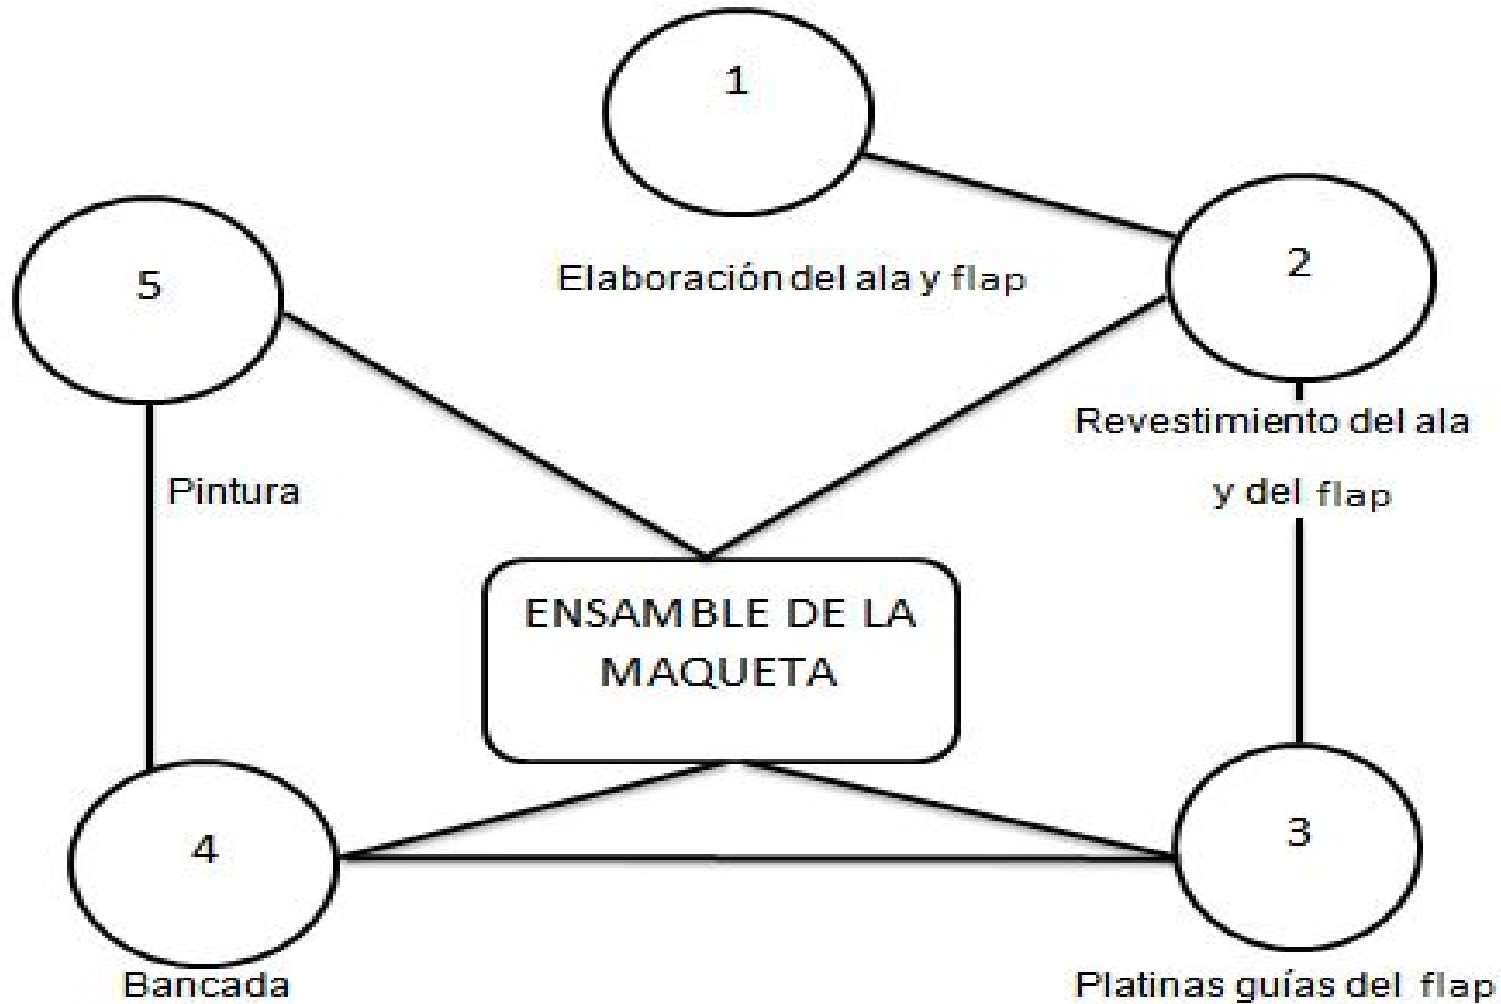 1
Elaboración del ala y flap
2
Revestimiento del ala
y del flap
5
Pintura
ENSAMBLE DE LA
MAQUETA
4
Bancada
3
Platinas guías del flap